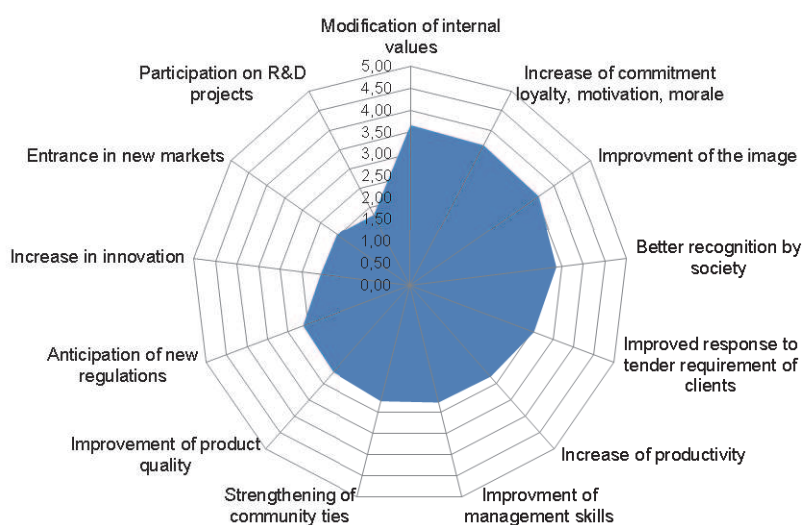 Modification of internal
values
Increase of commitment
loyalty, motivation, morale
Improvment of the image
Better recognition by
society
Improved response to
tender requirement of
clients
Increase of productivity
Improvment of
management skills
Strengthening of
community ties
Improvement of product
quality
Anticipation of new
regulations
Increase in innovation
Entrance in new markets
Participation on R&D
projects
5,00
4,50
4,00
3,50
3,00
2,50
2,00
1,50
1,00
0,50
0,00